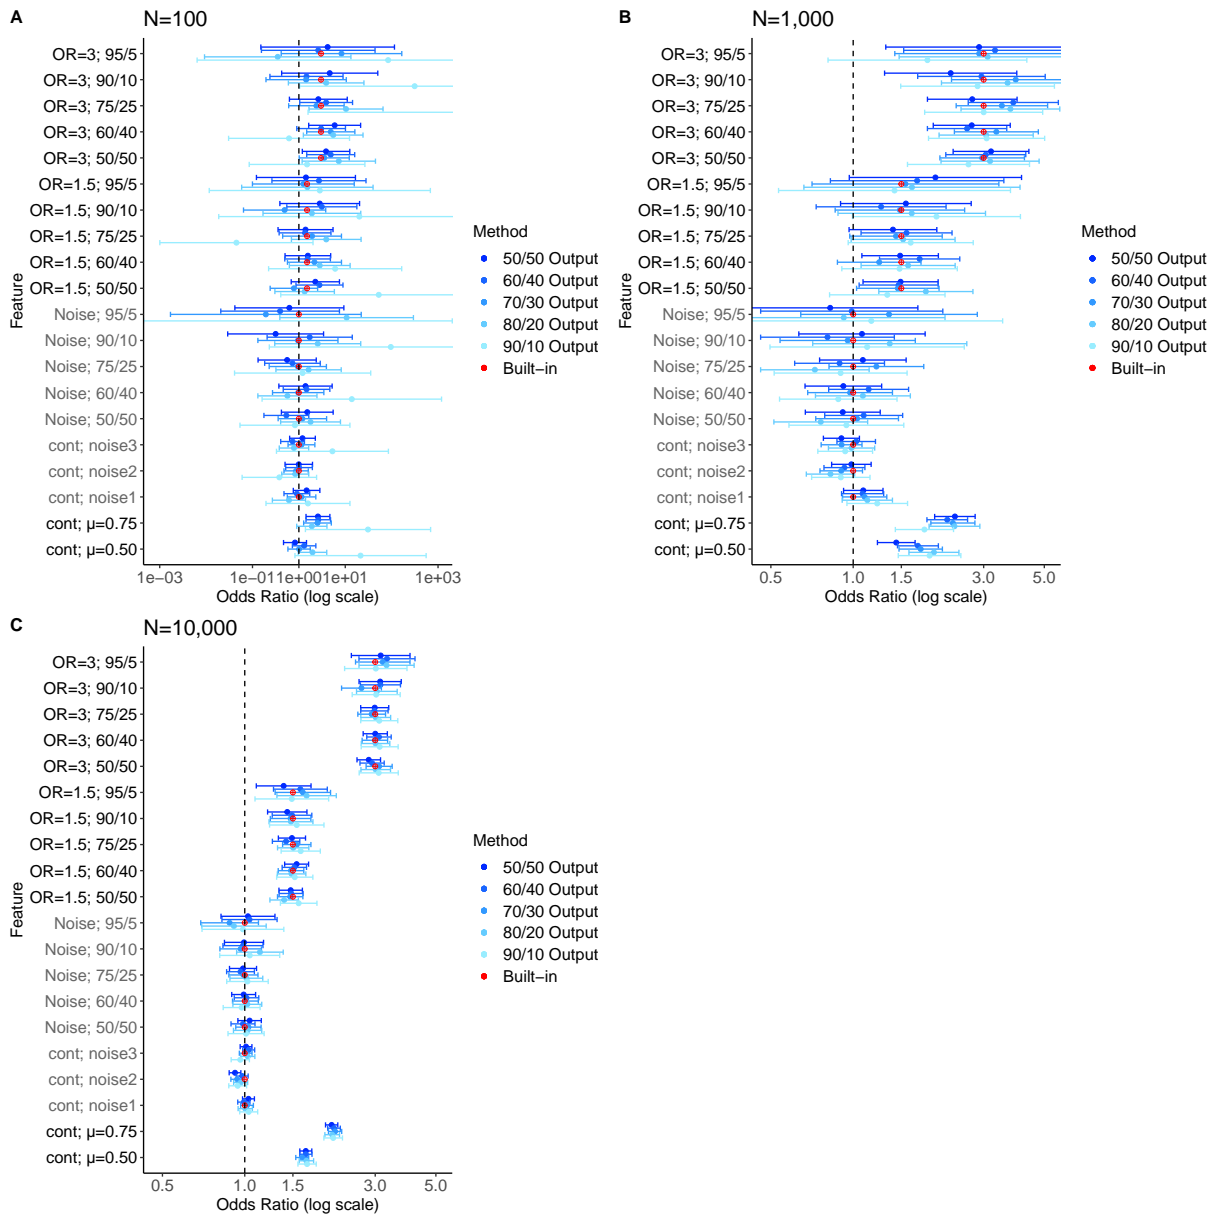 A
N=100
OR=3; 95/5
OR=3; 90/10
OR=3; 75/25
OR=3; 60/40
OR=3; 50/50
OR=1.5; 95/5
OR=1.5; 90/10
OR=1.5; 75/25
OR=1.5; 60/40
OR=1.5; 50/50
Noise; 95/5
Noise; 90/10
Noise; 75/25
Noise; 60/40
Noise; 50/50
cont; noise3
cont; noise2
cont; noise1
cont; µ=0.75
cont; µ=0.50
Feature
1e−03
1e−01
1e+00
1e+01
1e+03
Odds Ratio (log scale)
Method
50/50 Output
60/40 Output
70/30 Output
80/20 Output
90/10 Output
Built−in
B
N=1,000
OR=3; 95/5
OR=3; 90/10
OR=3; 75/25
OR=3; 60/40
OR=3; 50/50
OR=1.5; 95/5
OR=1.5; 90/10
OR=1.5; 75/25
OR=1.5; 60/40
OR=1.5; 50/50
Noise; 95/5
Noise; 90/10
Noise; 75/25
Noise; 60/40
Noise; 50/50
cont; noise3
cont; noise2
cont; noise1
cont; µ=0.75
cont; µ=0.50
Feature
0.5
1.0
1.5
3.0
5.0
Odds Ratio (log scale)
Method
50/50 Output
60/40 Output
70/30 Output
80/20 Output
90/10 Output
Built−in
C
N=10,000
OR=3; 95/5
OR=3; 90/10
OR=3; 75/25
OR=3; 60/40
OR=3; 50/50
OR=1.5; 95/5
OR=1.5; 90/10
OR=1.5; 75/25
OR=1.5; 60/40
OR=1.5; 50/50
Noise; 95/5
Noise; 90/10
Noise; 75/25
Noise; 60/40
Noise; 50/50
cont; noise3
cont; noise2
cont; noise1
cont; µ=0.75
cont; µ=0.50
Feature
0.5
1.0
1.5
3.0
5.0
Odds Ratio (log scale)
Method
50/50 Output
60/40 Output
70/30 Output
80/20 Output
90/10 Output
Built−in